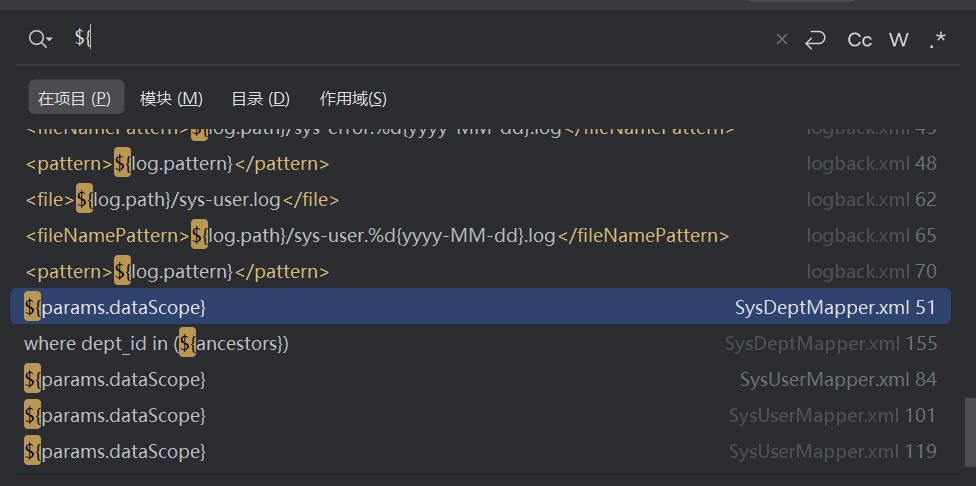 ${
× Cc W .*
在项目 (P) 模块 (M) 目录 (D) 作用域(S)
<fileNamePattern>${log.path}/sys-error.%d{yyyy-MM-dd}.log</fileNamePattern> logback.xml 45
<pattern>${log.pattern}</pattern> logback.xml 48
<file>${log.path}/sys-user.log</file> logback.xml 62
<fileNamePattern>${log.path}/sys-user.%d{yyyy-MM-dd}.log</fileNamePattern> logback.xml 65
<pattern>${log.pattern}</pattern> logback.xml 70
${params.dataScope} SysDeptMapper.xml 51
where dept_id in (${ancestors}) SysDeptMapper.xml 155
${params.dataScope} SysUserMapper.xml 84
${params.dataScope} SysUserMapper.xml 101
${params.dataScope} SysUserMapper.xml 119